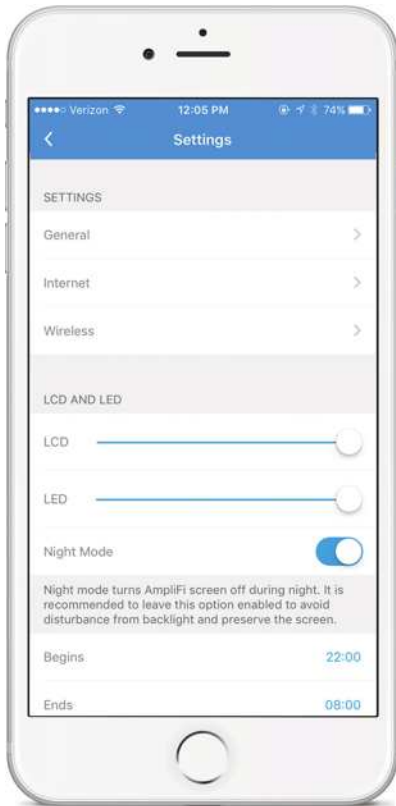 Verizon 12:05 PM 74%
Settings
SETTINGS
General
Internet
Wireless
LCD AND LED
LCD
LED
Night Mode
Night mode turns AmpliFi screen off during night. It is
recommended to leave this option enabled to avoid
disturbance from backlight and preserve the screen.
Begins 22:00
Ends 08:00